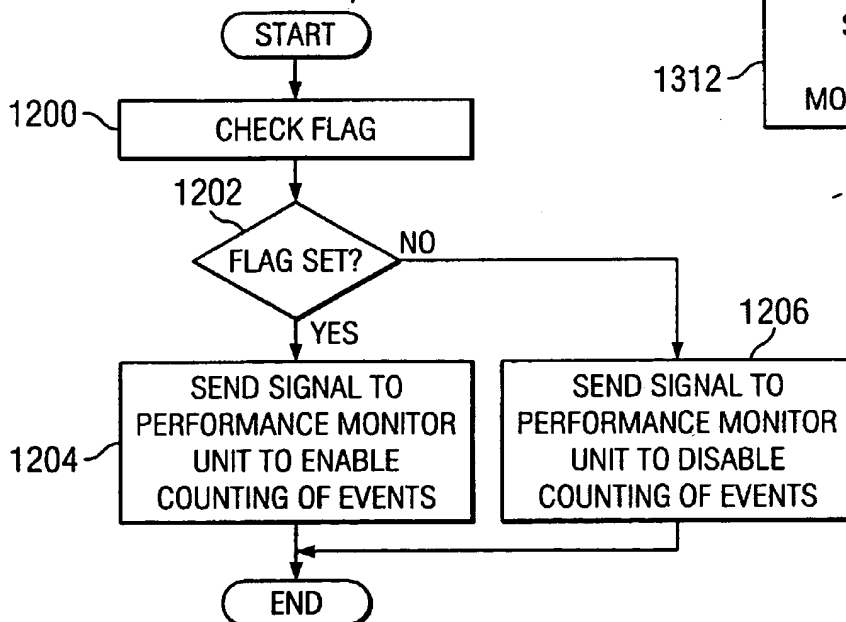 START
1200
CHECK FLAG
1202
FLAG SET?
NO
YES
1204
SEND SIGNAL TO
PERFORMANCE MONITOR
UNIT TO ENABLE
COUNTING OF EVENTS
1206
SEND SIGNAL TO
PERFORMANCE MONITOR
UNIT TO DISABLE
COUNTING OF EVENTS
END
1312